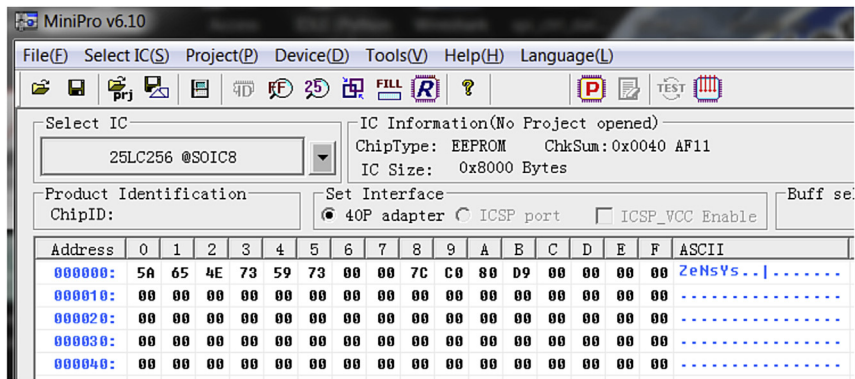 MiniPro v6.10
File(F) Select IC(S) Project(P) Device(D) Tools(V) Help(H) Language(L)
prj ID FF 25 FILL R ? P TEST
Select IC
25LC256 @SOIC8
IC Information(No Project opened)
ChipType: EEPROM ChkSum:0x0040 AF11
IC Size: 0x8000 Bytes
Product Identification
ChipID:
Set Interface
40P adapter ICSP port ICSP_VCC Enable
Buff se
Address 0 1 2 3 4 5 6 7 8 9 A B C D E F ASCII
000000: 5A 65 4E 73 59 73 00 00 7C C0 80 D9 00 00 00 00 ZeNsYs..|.......
000010: 00 00 00 00 00 00 00 00 00 00 00 00 00 00 00 00 ................
000020: 00 00 00 00 00 00 00 00 00 00 00 00 00 00 00 00 ................
000030: 00 00 00 00 00 00 00 00 00 00 00 00 00 00 00 00 ................
000040: 00 00 00 00 00 00 00 00 00 00 00 00 00 00 00 00 ................